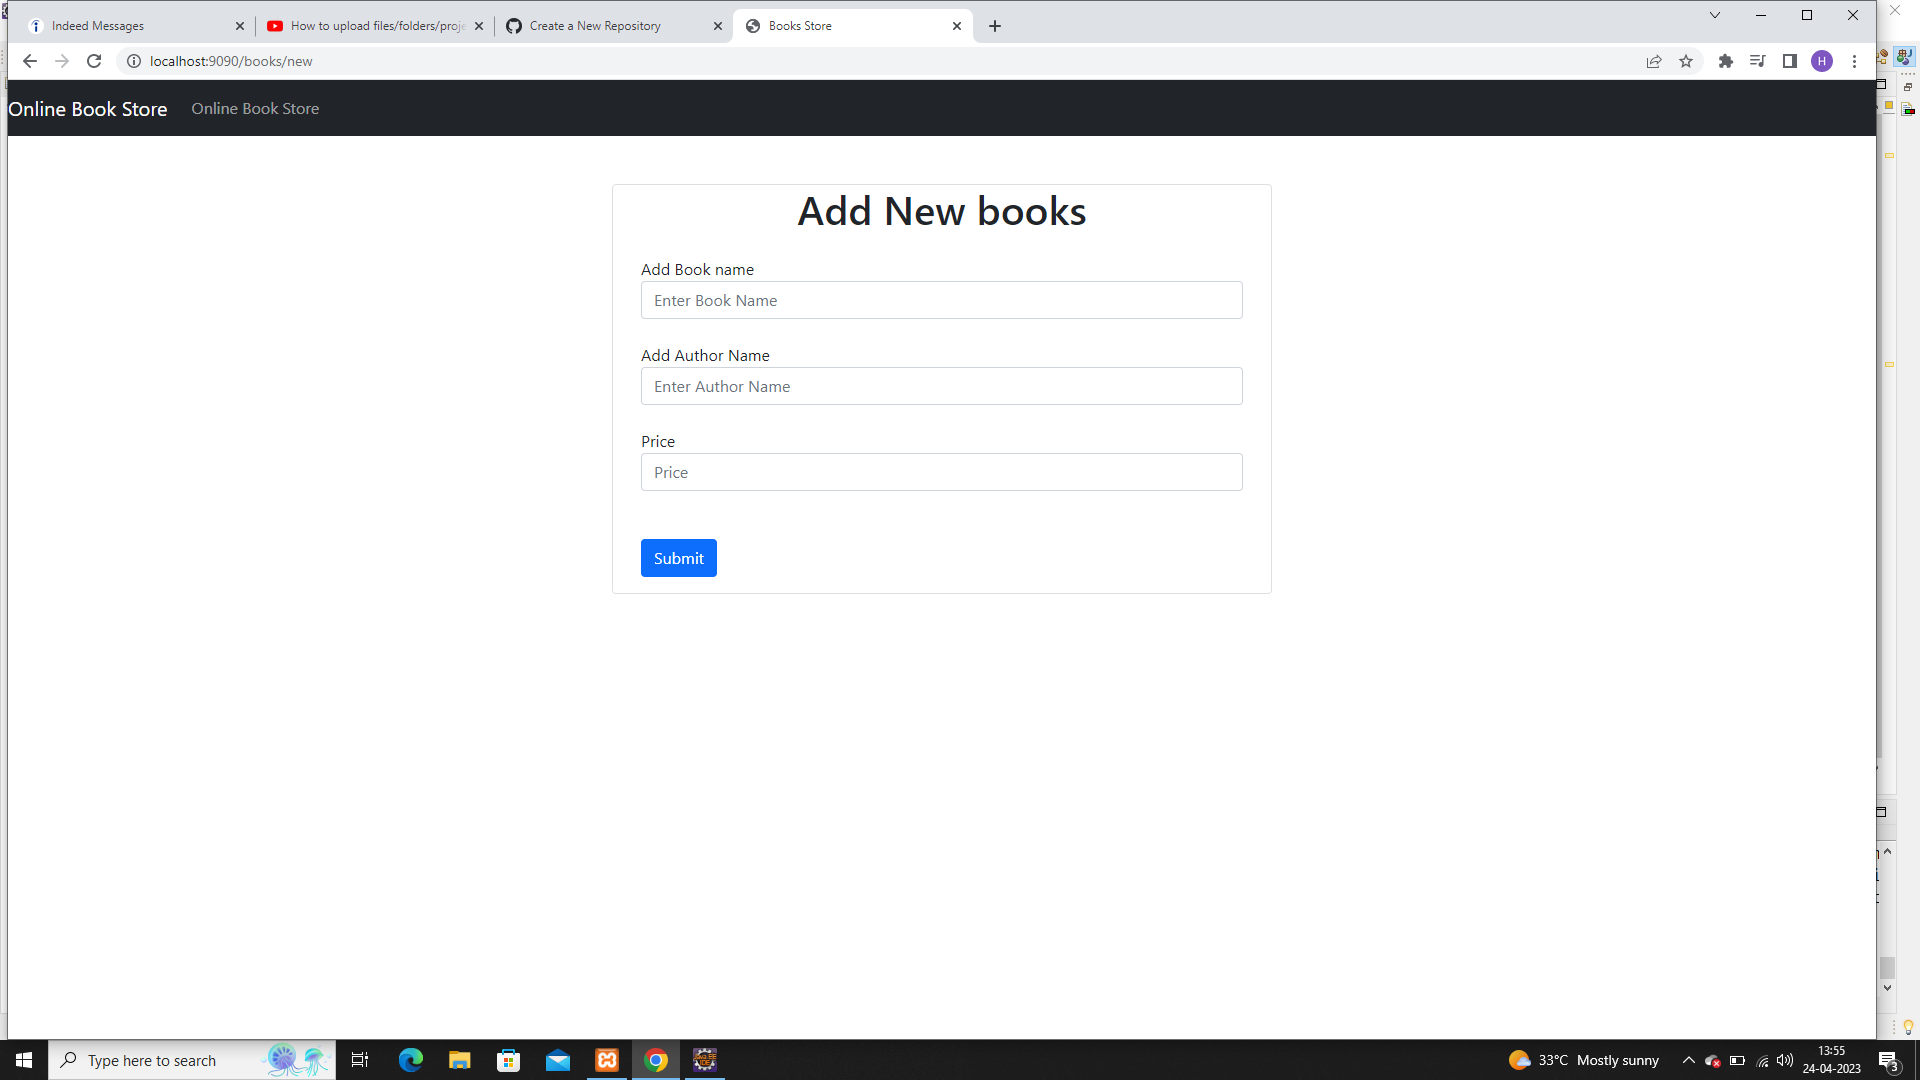 Indeed Messages
How to upload files/folders/proje
Create a New Repository
Books Store
localhost:9090/books/new
H
Online Book Store
Online Book Store
Add New books
Add Book name
Enter Book Name
Add Author Name
Enter Author Name
Price
Price
Submit
Type here to search
33°C Mostly sunny
13:55
24-04-2023
3